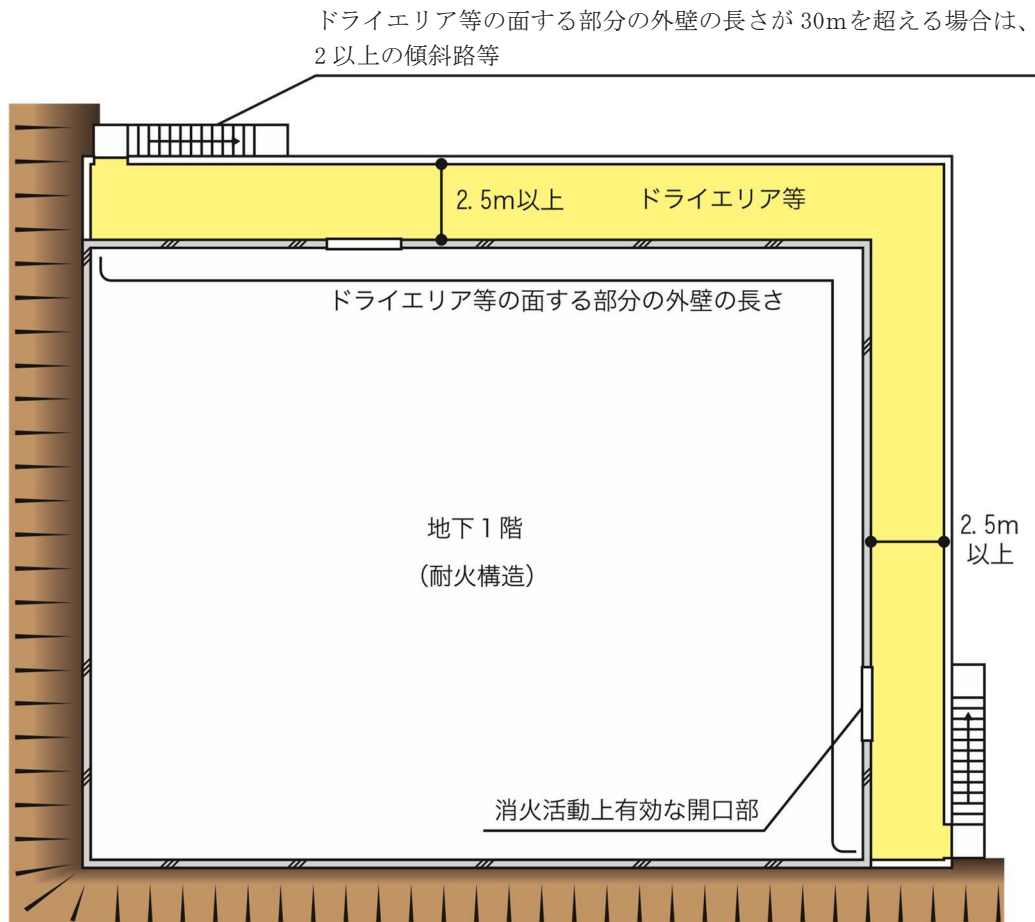 ドライエリア等の面する部分の外壁の長さが 30mを超える場合は、
2 以上の傾斜路等
2.5m以上
ドライエリア等
ドライエリア等の面する部分の外壁の長さ
地下1階
(耐火構造)
2.5m
以上
消火活動上有効な開口部